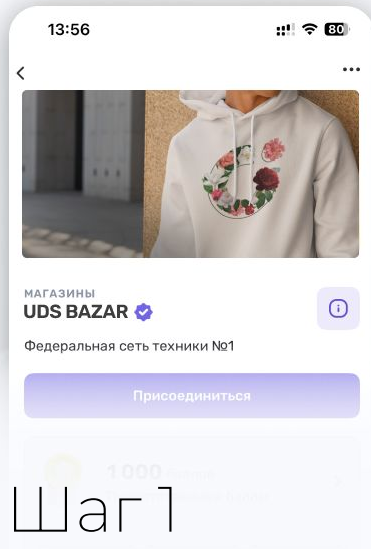 13:56
80
МАГАЗИНЫ
UDS BAZAR
Федеральная сеть техники №1
Присоединиться
1 000
Шаг 1